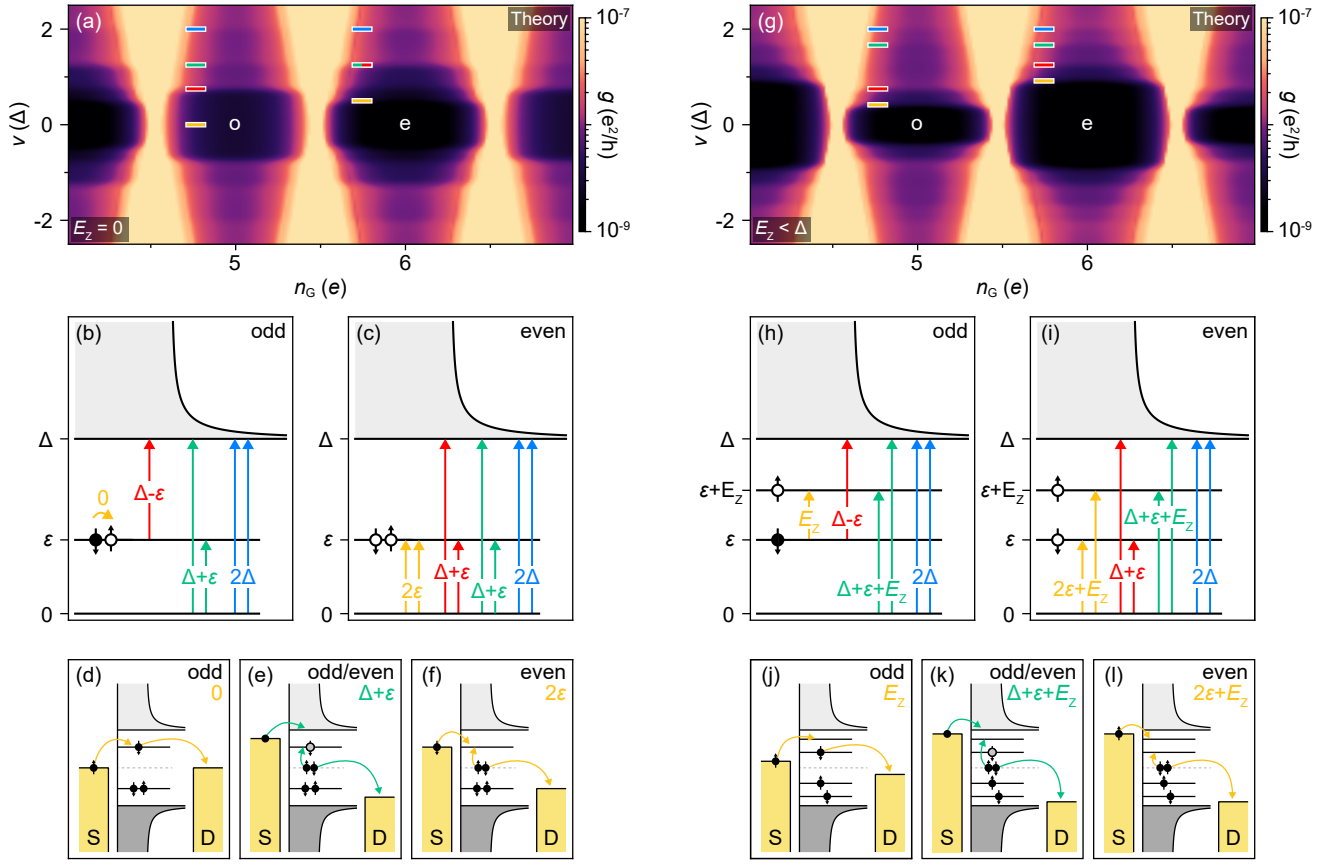 (a)
Theory
2
0
-2
v (Δ)
o
e
E_Z = 0
5
6
n_G (e)
10^-7
10^-9
g (e²/h)
(g)
Theory
2
0
-2
v (Δ)
o
e
E_Z < Δ
5
6
n_G (e)
10^-7
10^-9
g (e²/h)
(b)
odd
Δ
ε
0
0
Δ-ε
Δ+ε
2Δ
(c)
even
Δ
ε
0
2ε
Δ+ε
Δ+ε
2Δ
(h)
odd
Δ
ε+E_Z
ε
0
E_Z
Δ-ε
Δ+ε+E_Z
2Δ
(i)
even
Δ
ε+E_Z
ε
0
2ε+E_Z
Δ+ε
Δ+ε+E_Z
2Δ
(d)
odd
0
S
D
(e)
odd/even
Δ+ε
S
D
(f)
even
2ε
S
D
(j)
odd
E_Z
S
D
(k)
odd/even
Δ+ε+E_Z
S
D
(l)
even
2ε+E_Z
S
D